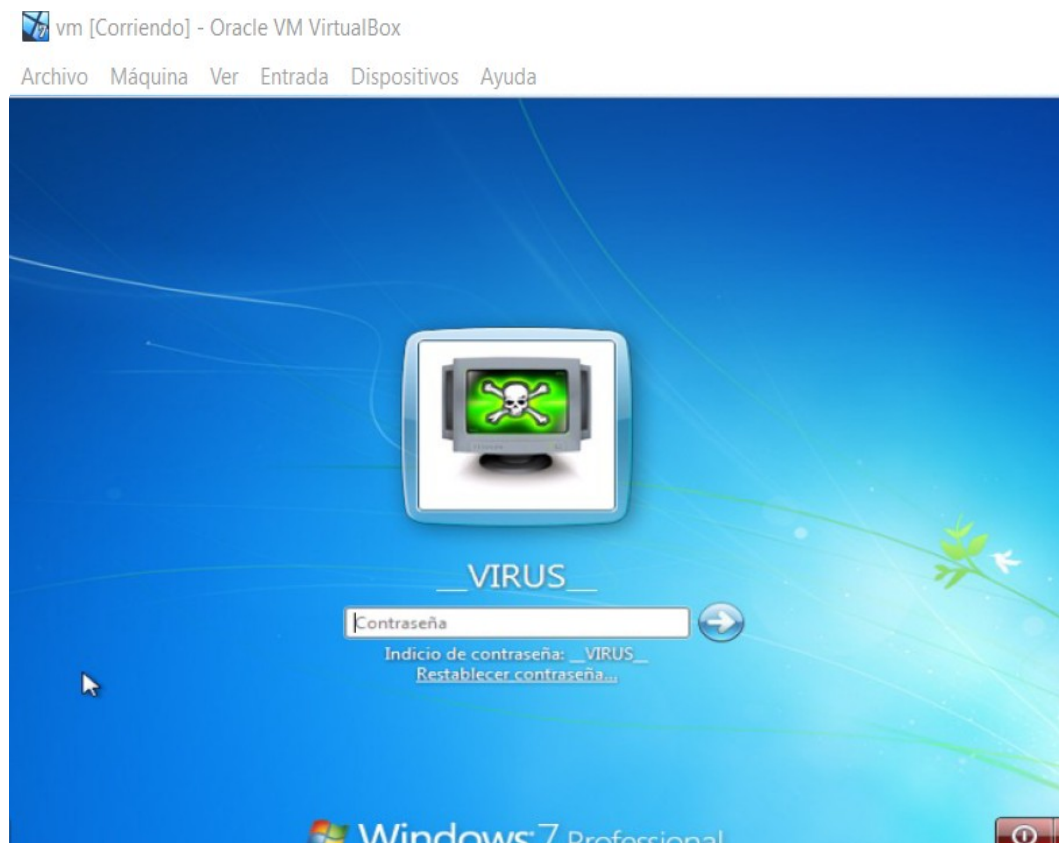 vm [Corriendo] - Oracle VM VirtualBox
Archivo Máquina Ver Entrada Dispositivos Ayuda
__VIRUS__
Contraseña
Indicio de contraseña: __VIRUS__
Restablecer contraseña...
Windows 7 Professional